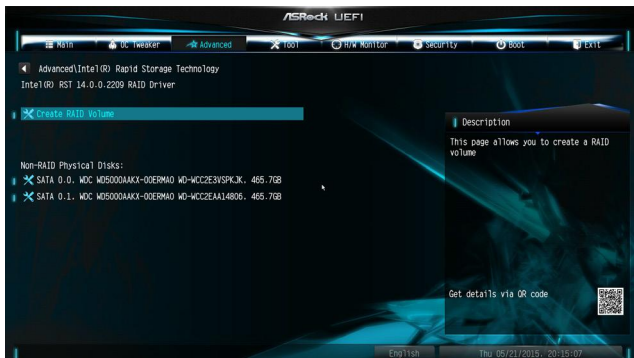 ASRock UEFI
Main OC Tweaker Advanced Tool H/W Monitor Security Boot Exit
Advanced\Intel(R) Rapid Storage Technology
Intel(R) RST 14.0.0.2209 RAID Driver
Create RAID Volume
Description
This page allows you to create a RAID
volume
Non-RAID Physical Disks:
SATA 0.0. WDC WD5000AAKX-00ERMA0 WD-WCC2E3VSPKJK. 465.7GB
SATA 0.1. WDC WD5000AAKX-00ERMA0 WD-WCC2EAA14806. 465.7GB
Get details via QR code
English Thu 05/21/2015. 20:15:07